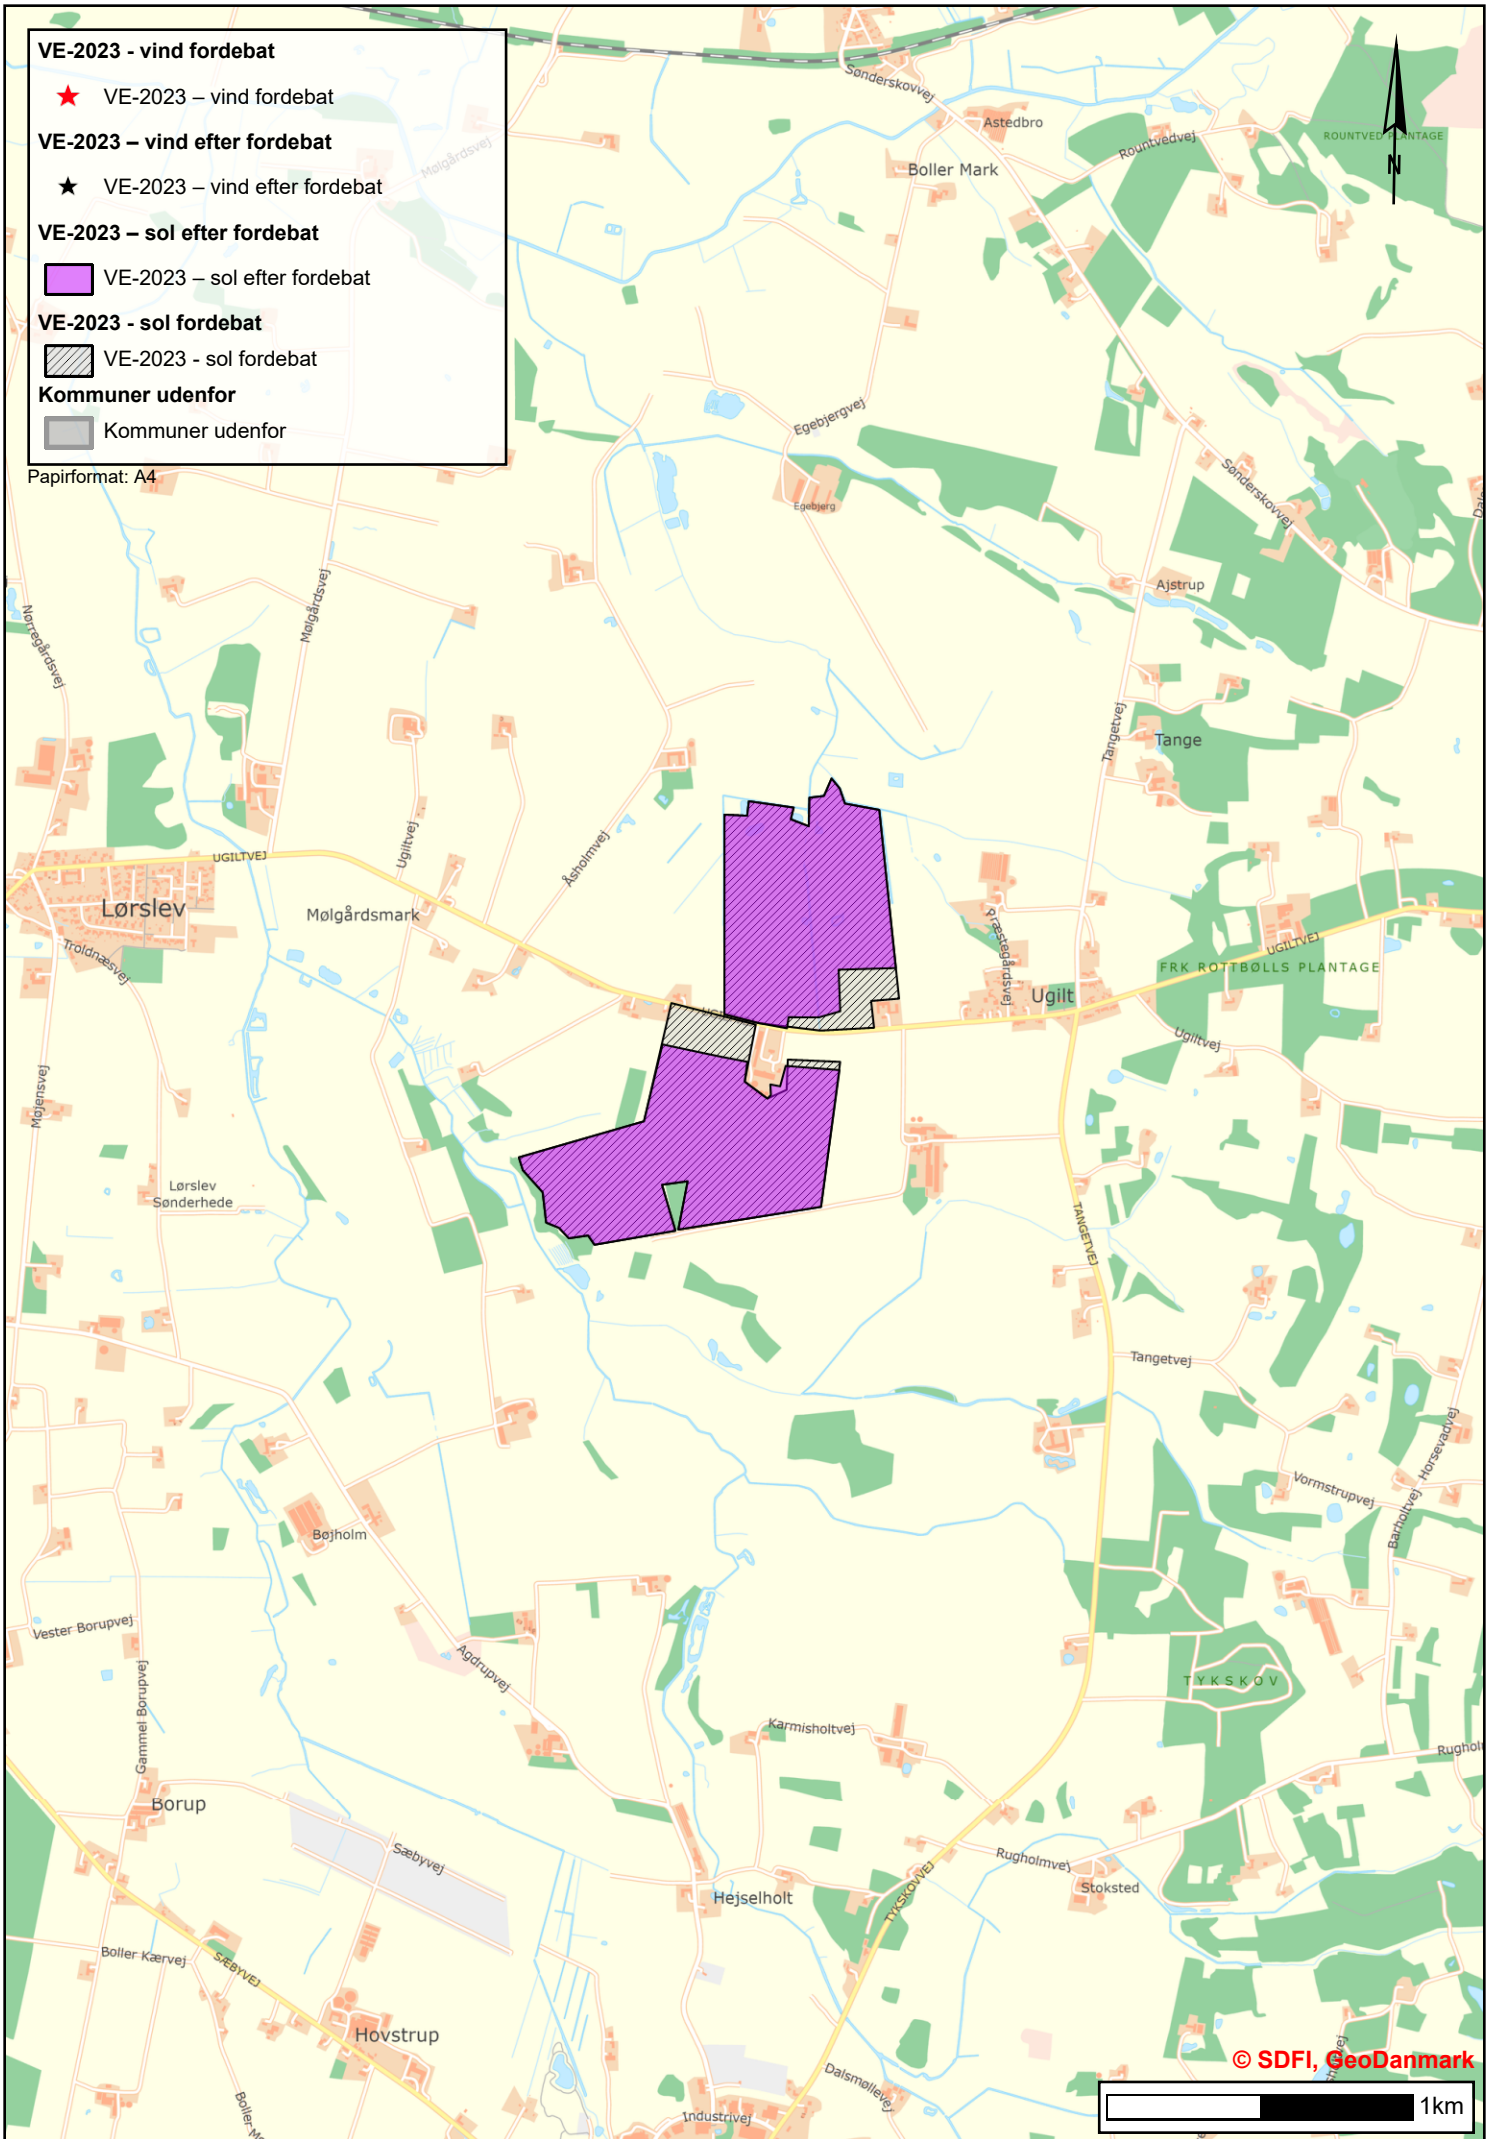 VE-2023 - vind fordebat
VE-2023 – vind fordebat
VE-2023 – vind efter fordebat
VE-2023 – vind efter fordebat
VE-2023 – sol efter fordebat
VE-2023 – sol efter fordebat
VE-2023 - sol fordebat
VE-2023 - sol fordebat
Kommuner udenfor
Kommuner udenfor
Papirformat: A4
N
Sønderskovvej
Astedbro
Rountvedvej
ROUNTVED PLANTAGE
Mølgårdsvej
Boller Mark
Egebjergvej
Egebjerg
Sønderskovvej
Ajstrup
Mølgårdsvej
Nørregårdsvej
Tangetvej
Tange
UGILTVEJ
Ugiltvej
Åsholmvej
Lørslev
Mølgårdsmark
Troldnæsvej
Præstegårdsvej
UGILTVEJ
FRK ROTTBØLLS PLANTAGE
Ugilt
Ugiltvej
Møjensvej
Lørslev
Sønderhede
TANGETVEJ
Tangetvej
Horsevadvej
Vormstrupvej
Barholtvej
Bøjholm
Vester Borupvej
Agdrupvej
Gammel Borupvej
TYKSKOV
Karmisholtvej
Borup
Sæbyvej
Rugholmvej
Stoksted
Hejselholt
TYKSKOVVEJ
Boller Kærvej
SÆBYVEJ
Hovstrup
Dalsmøllevej
Industrivej
© SDFI, GeoDanmark
1km